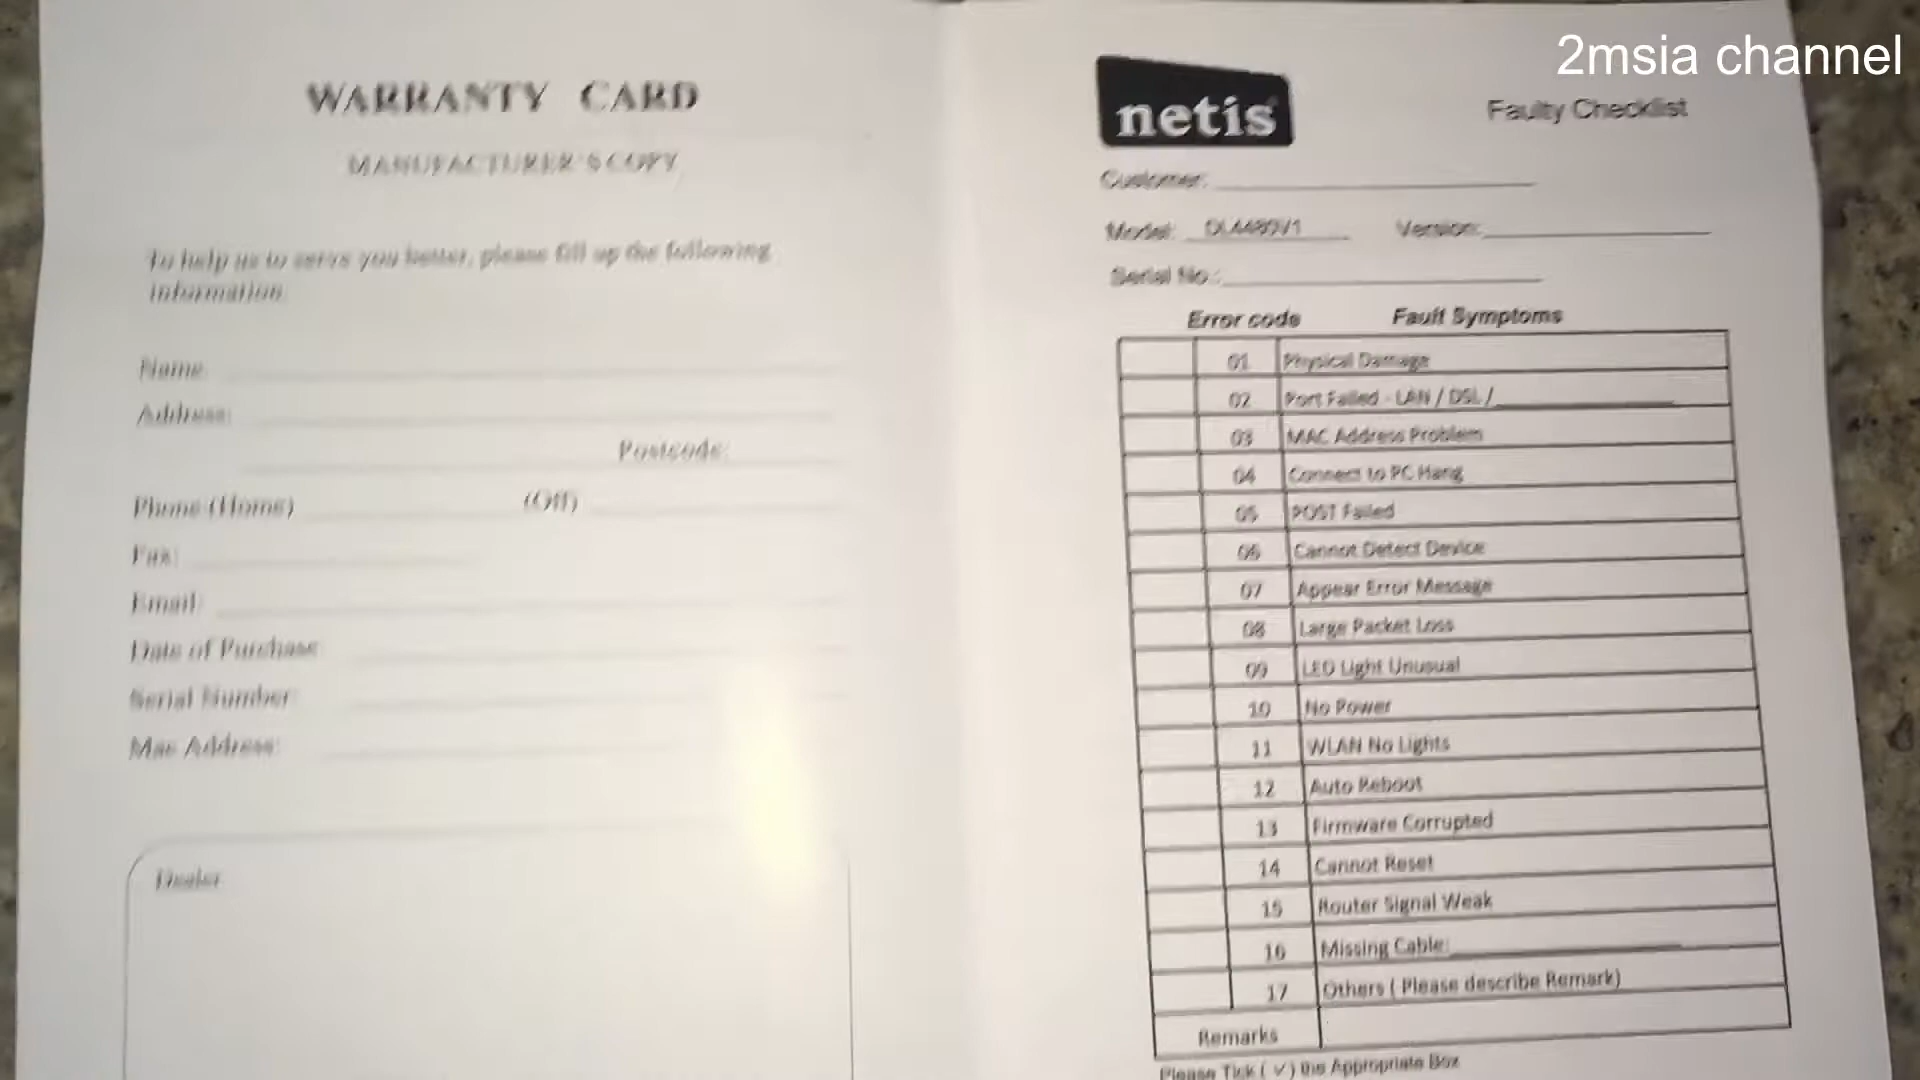 2msia channel
WARRANTY CARD
MANUFACTURER'S COPY
To help us to serve you better, please fill up the following
information
Name
Address:
Postcode:
Phone (Home) (Off)
Fax:
Email:
Date of Purchase
Serial Number:
Mac Address:
Dealer
netis
Faulty Checklist
Customer:
Model: Version:
Serial No.:
Error code Fault Symptoms
01 Physical Damage
02 Port Failed - LAN / DSL /
03 MAC Address Problem
04 Connect to PC Hang
05 POST Failed
06 Cannot Detect Device
07 Appear Error Message
08 Large Packet Loss
09 LED Light Unusual
10 No Power
11 WLAN No Lights
12 Auto Reboot
13 Firmware Corrupted
14 Cannot Reset
15 Router Signal Weak
16 Missing Cable:
17 Others ( Please describe Remark)
Remarks
Please Tick ( ✓ ) the Appropriate Box